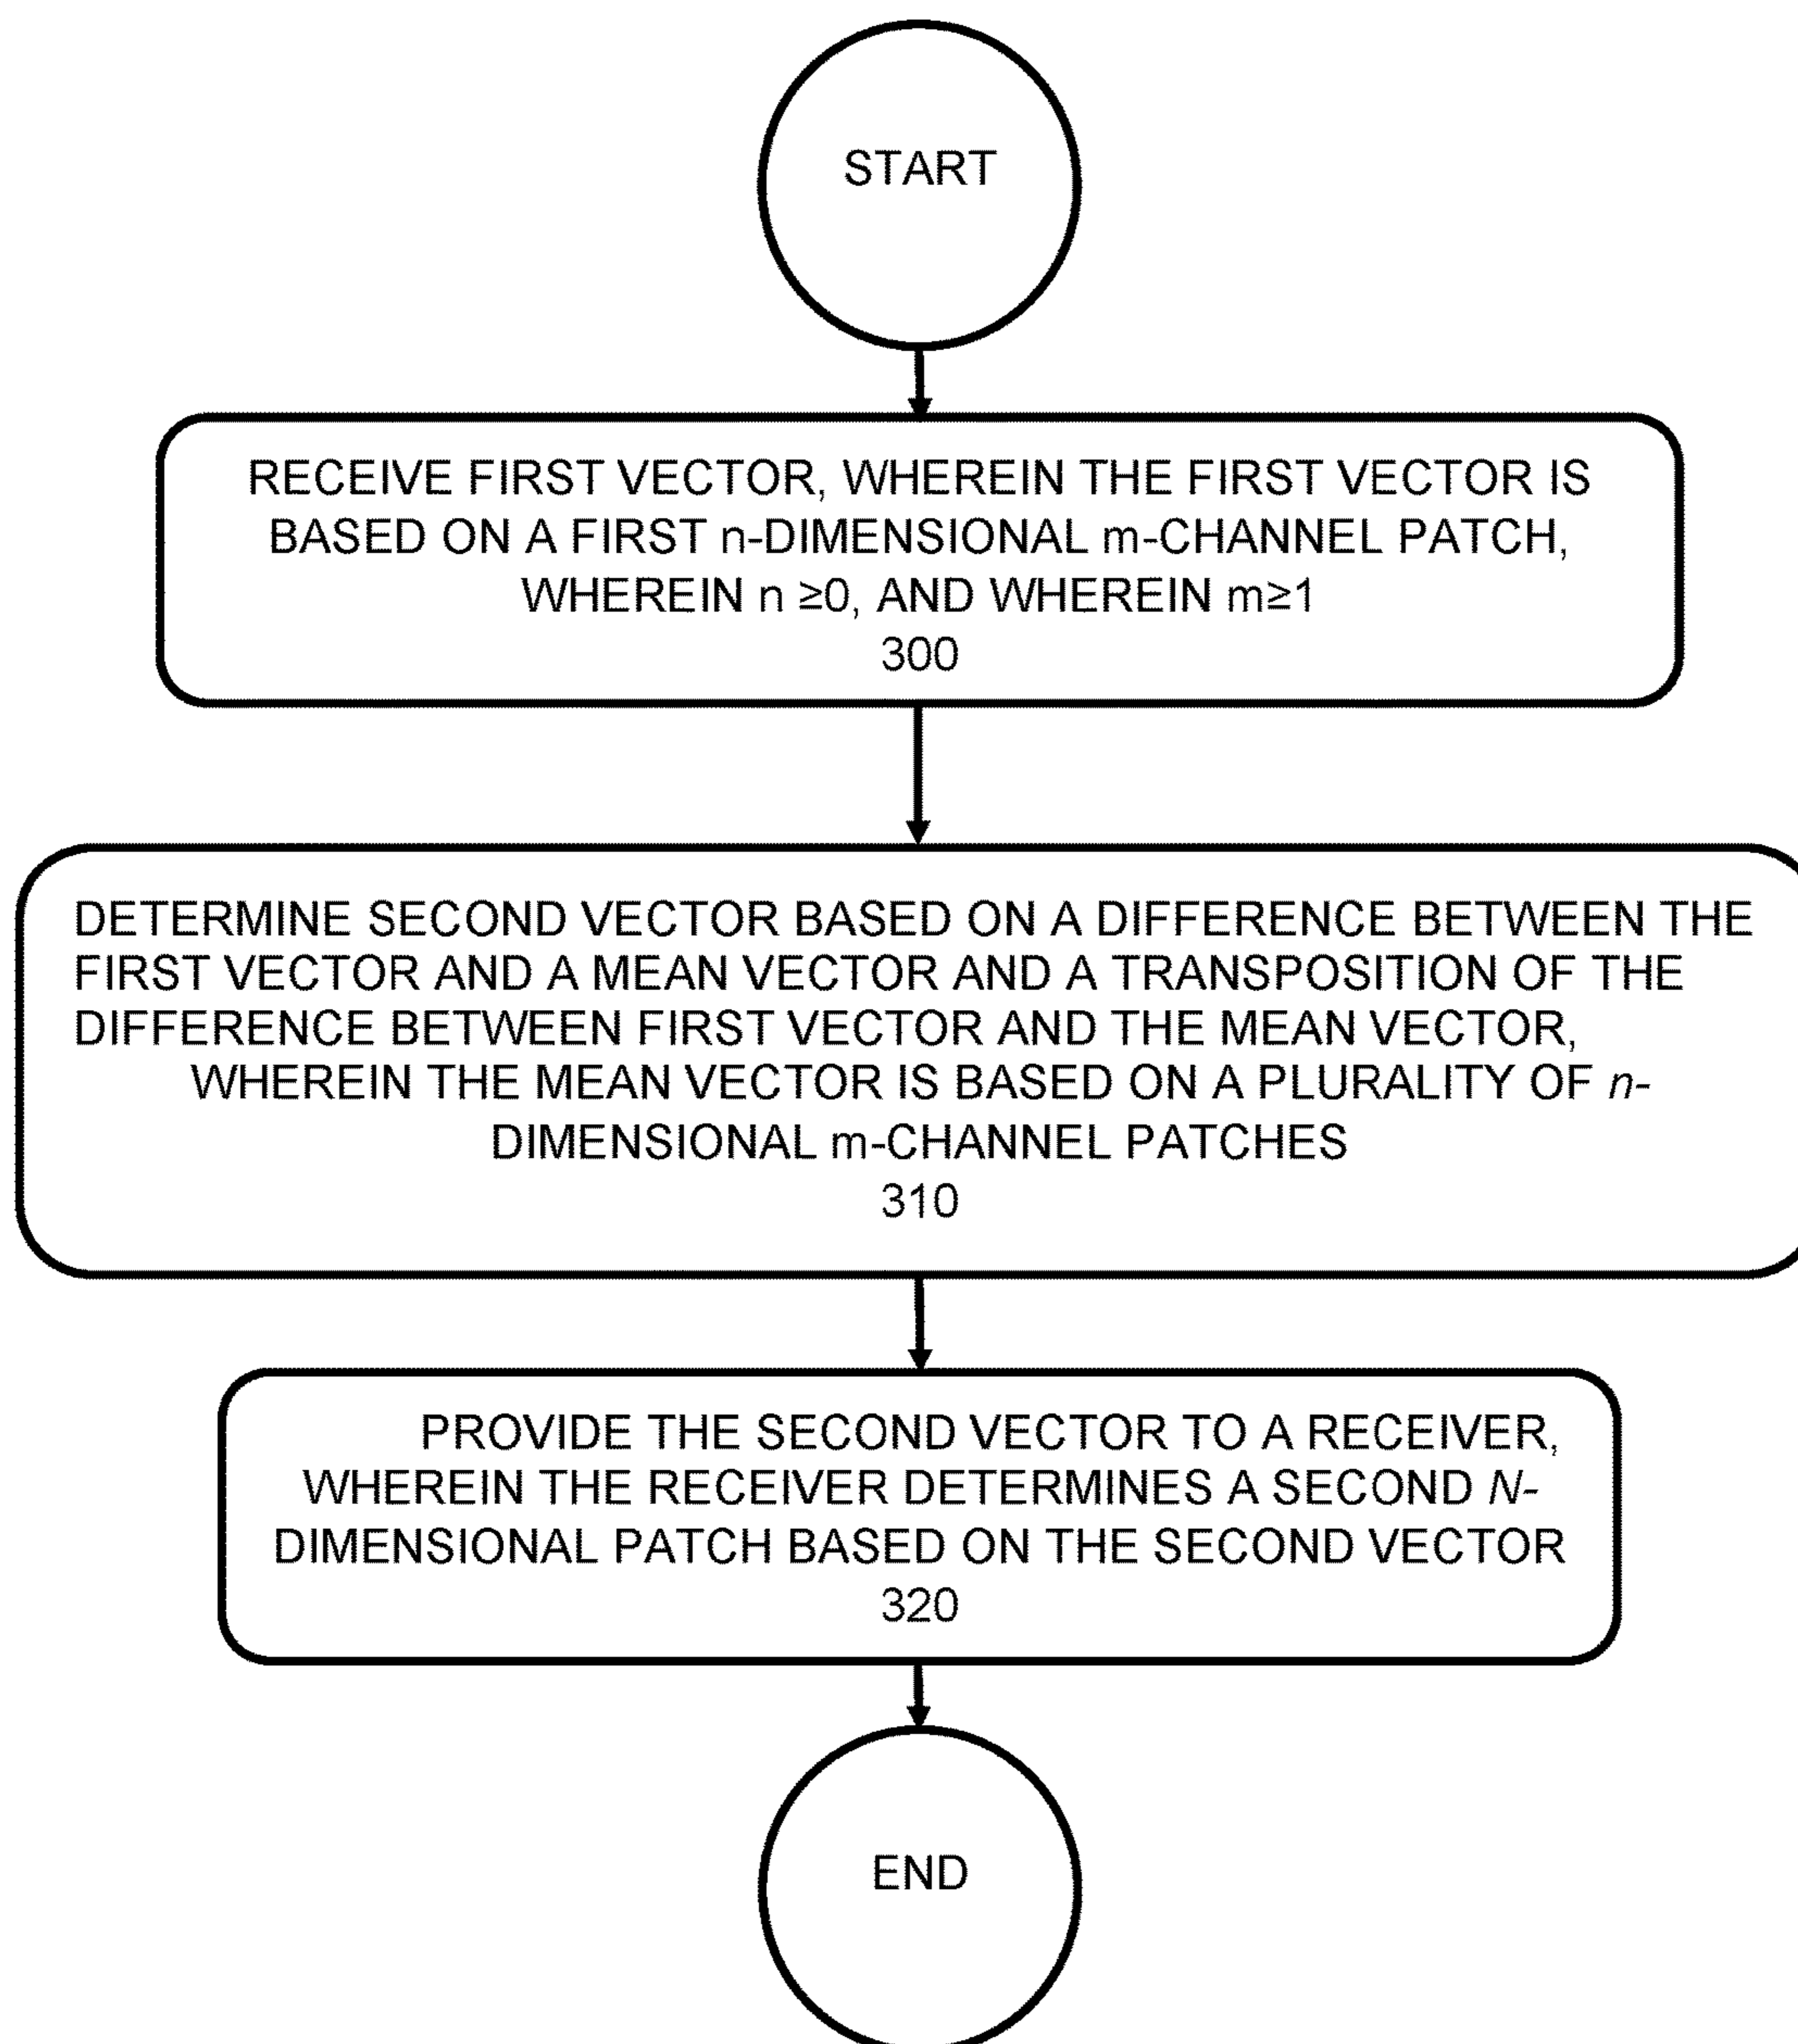 START
RECEIVE FIRST VECTOR, WHEREIN THE FIRST VECTOR IS
BASED ON A FIRST n-DIMENSIONAL m-CHANNEL PATCH,
WHEREIN n ≥0, AND WHEREIN m≥1
300
DETERMINE SECOND VECTOR BASED ON A DIFFERENCE BETWEEN THE
FIRST VECTOR AND A MEAN VECTOR AND A TRANSPOSITION OF THE
DIFFERENCE BETWEEN FIRST VECTOR AND THE MEAN VECTOR,
WHEREIN THE MEAN VECTOR IS BASED ON A PLURALITY OF n-
DIMENSIONAL m-CHANNEL PATCHES
310
PROVIDE THE SECOND VECTOR TO A RECEIVER,
WHEREIN THE RECEIVER DETERMINES A SECOND N-
DIMENSIONAL PATCH BASED ON THE SECOND VECTOR
320
END